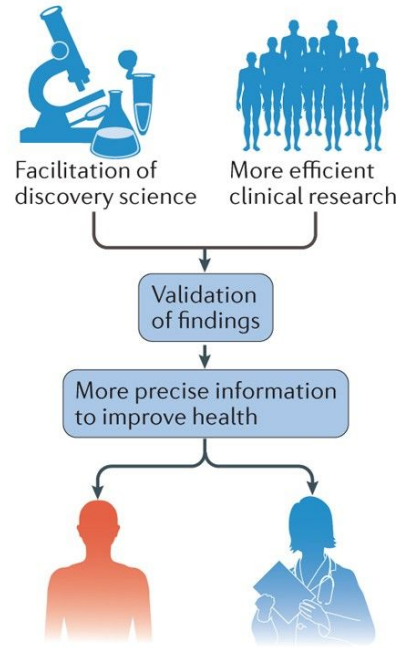 Facilitation of
discovery science
More efficient
clinical research
Validation
of findings
More precise information
to improve health